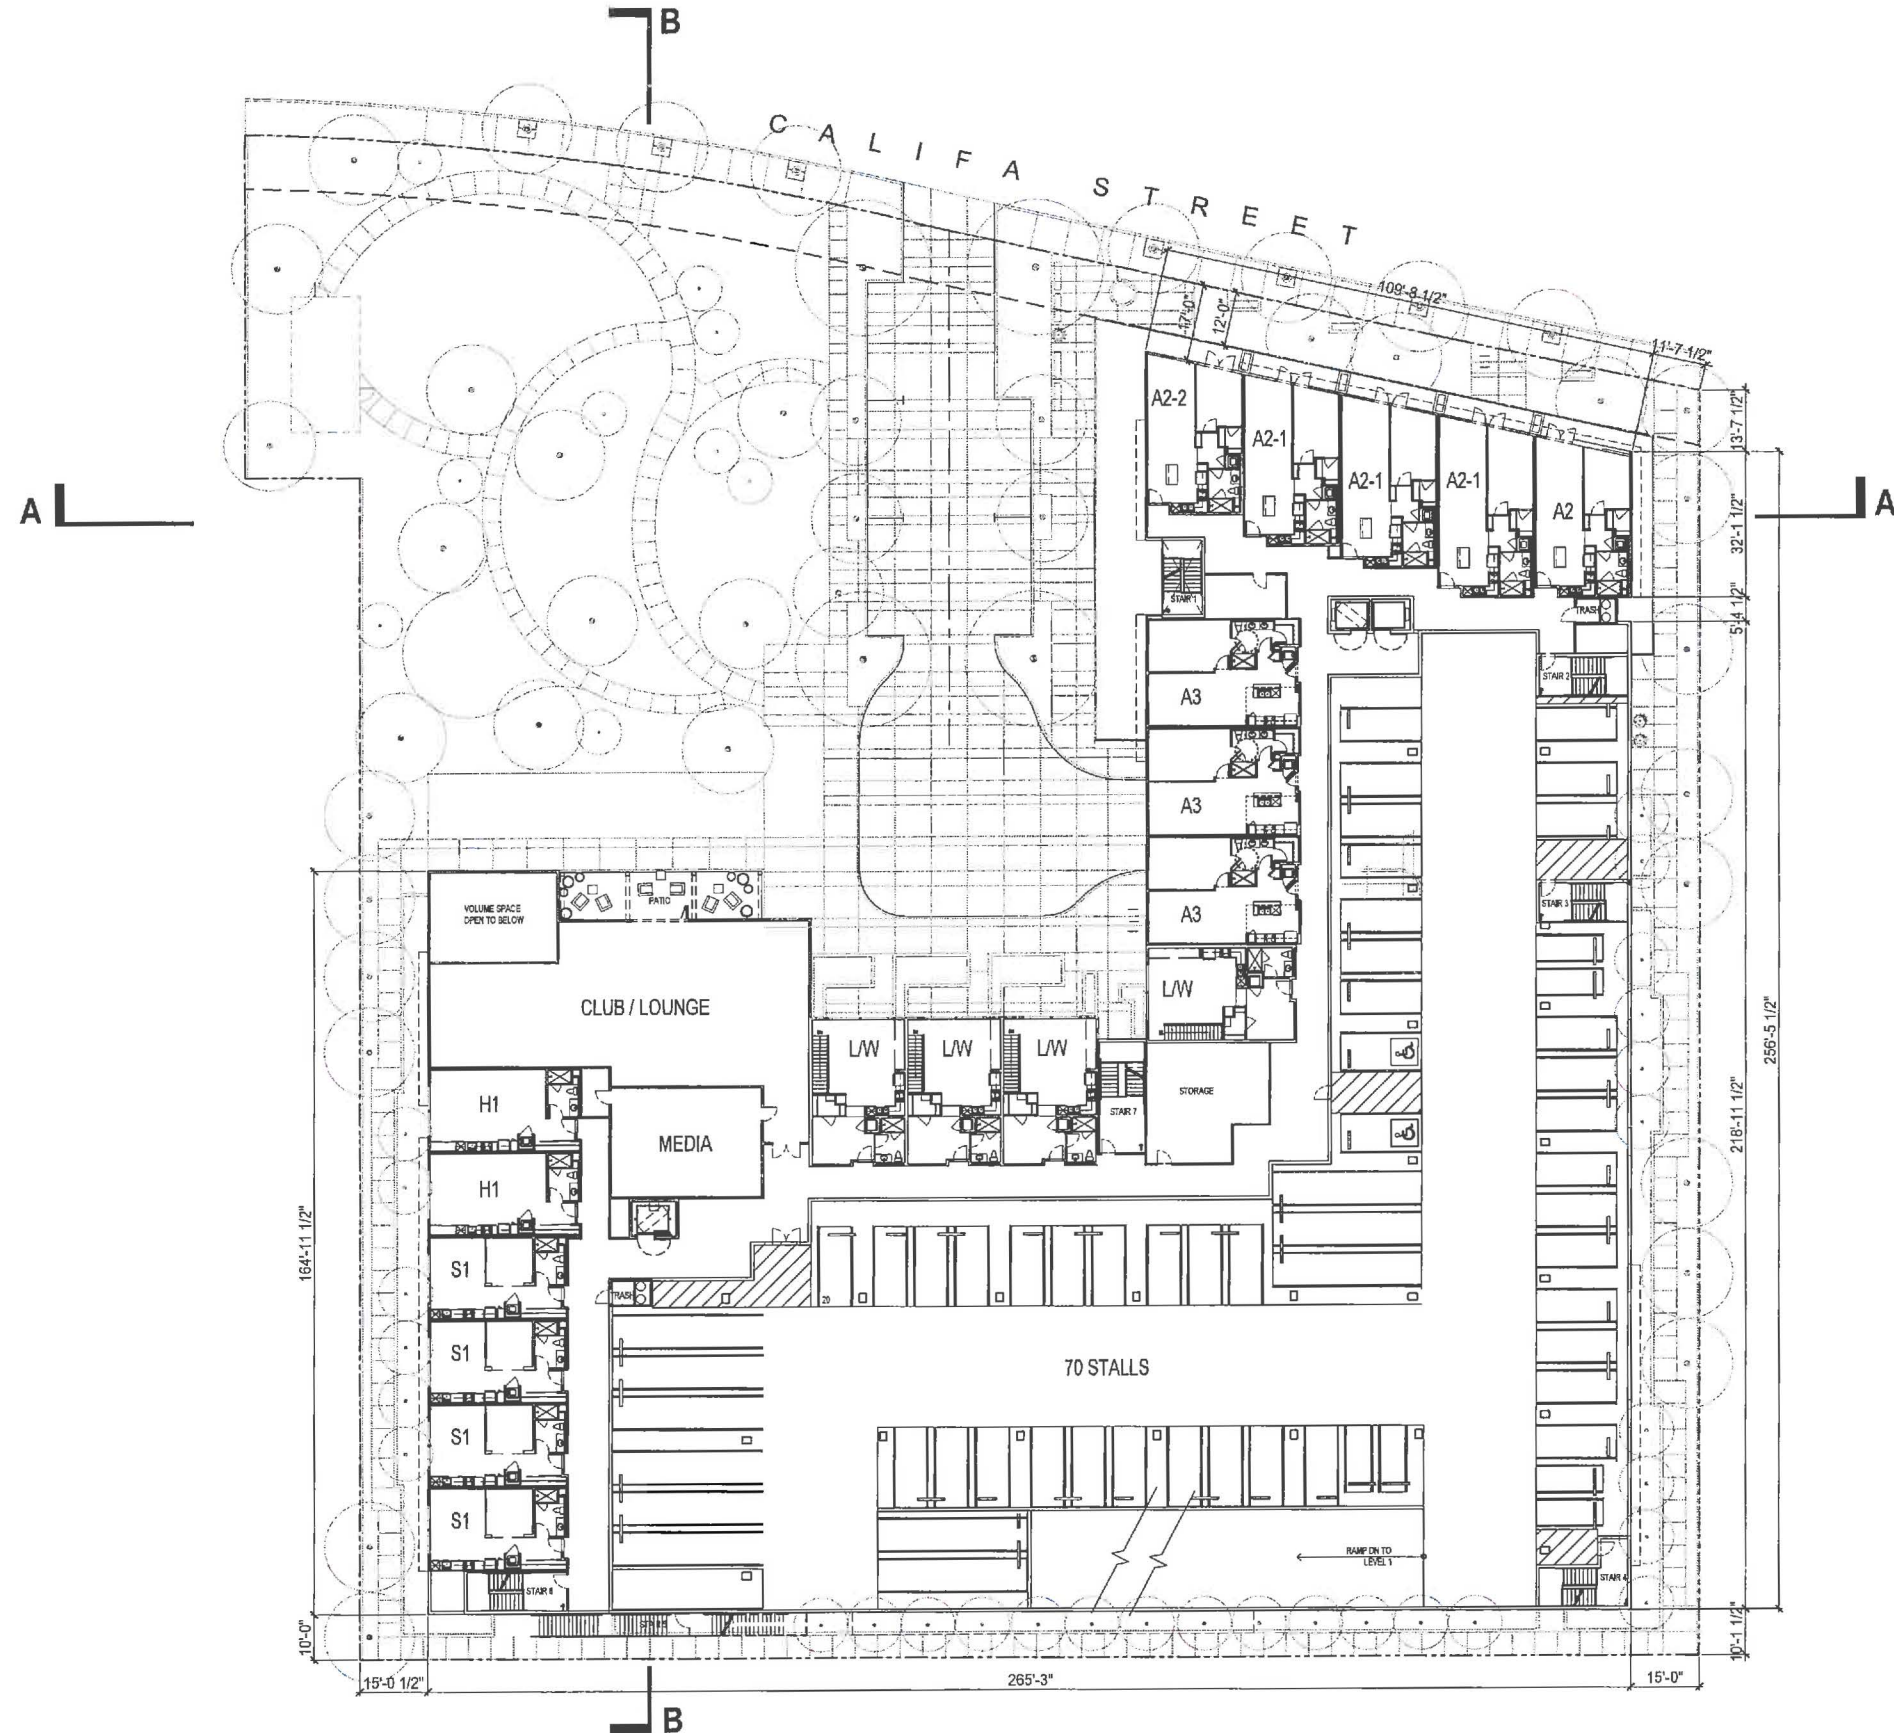 B
CALIFA STREET
109'-8 1/2"
17'-0"
12'-0"
11'-7 1/2"
13'-7 1/2"
A2-2
A2-1
A2-1
A2-1
A2
A
A
32'-1 1/2"
STAIR 1
TRASH
5'-4 1/2"
STAIR 2
A3
A3
A3
VOLUME SPACE
OPEN TO BELOW
PATIO
STAIR 3
CLUB / LOUNGE
L/W
L/W
L/W
L/W
256'-5 1/2"
STORAGE
H1
STAIR 7
MEDIA
218'-11 1/2"
H1
164'-11 1/2"
S1
TRASH
20
S1
70 STALLS
S1
S1
RAMP DN TO
LEVEL 1
STAIR 6
STAIR 4
STAIR 5
10'-0"
10'-1 1/2"
15'-0 1/2"
265'-3"
15'-0"
B